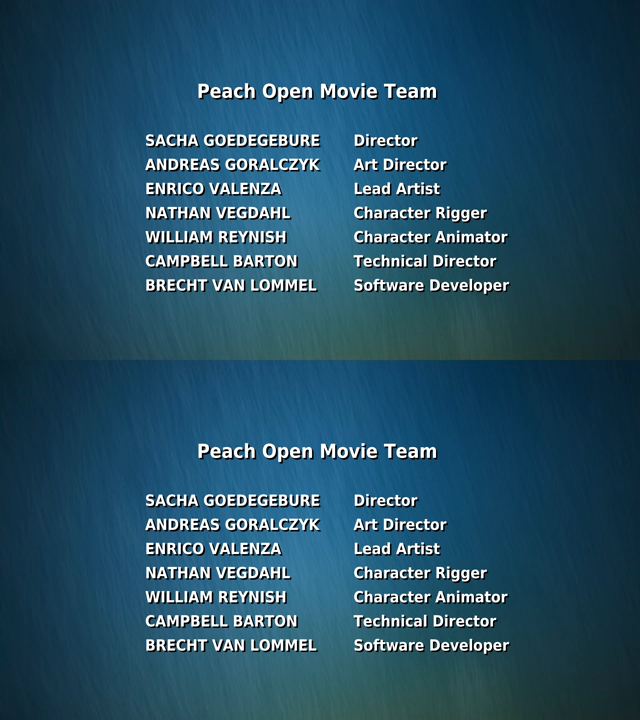 Peach Open Movie Team
SACHA GOEDEGEBURE Director
ANDREAS GORALCZYK Art Director
ENRICO VALENZA Lead Artist
NATHAN VEGDAHL Character Rigger
WILLIAM REYNISH Character Animator
CAMPBELL BARTON Technical Director
BRECHT VAN LOMMEL Software Developer
Peach Open Movie Team
SACHA GOEDEGEBURE Director
ANDREAS GORALCZYK Art Director
ENRICO VALENZA Lead Artist
NATHAN VEGDAHL Character Rigger
WILLIAM REYNISH Character Animator
CAMPBELL BARTON Technical Director
BRECHT VAN LOMMEL Software Developer